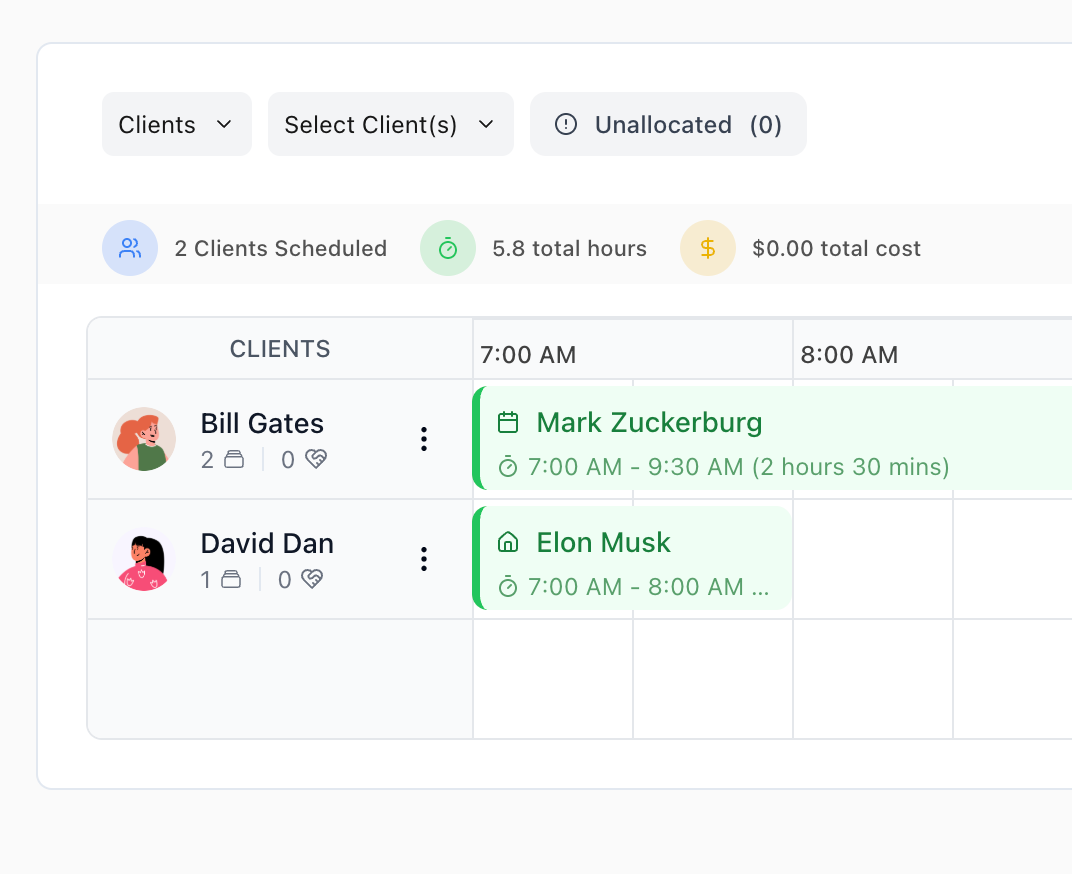 Clients
Select Client(s)
Unallocated (0)
2 Clients Scheduled
5.8 total hours
$0.00 total cost
CLIENTS
7:00 AM
8:00 AM
Bill Gates
2
0
Mark Zuckerburg
7:00 AM - 9:30 AM (2 hours 30 mins)
David Dan
1
0
Elon Musk
7:00 AM - 8:00 AM ...